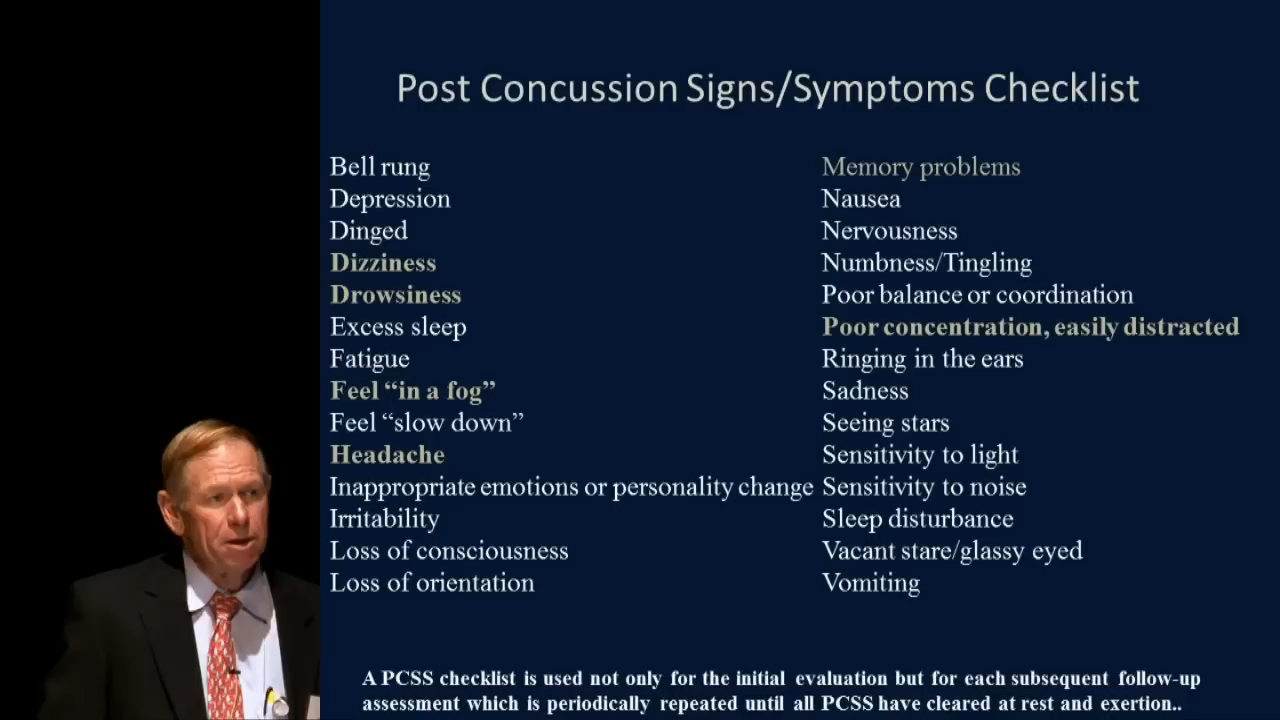 Post Concussion Signs/Symptoms Checklist
Bell rung
Depression
Dinged
Dizziness
Drowsiness
Excess sleep
Fatigue
Feel “in a fog”
Feel “slow down”
Headache
Inappropriate emotions or personality change
Irritability
Loss of consciousness
Loss of orientation
Memory problems
Nausea
Nervousness
Numbness/Tingling
Poor balance or coordination
Poor concentration, easily distracted
Ringing in the ears
Sadness
Seeing stars
Sensitivity to light
Sensitivity to noise
Sleep disturbance
Vacant stare/glassy eyed
Vomiting
A PCSS checklist is used not only for the initial evaluation but for each subsequent follow-up
assessment which is periodically repeated until all PCSS have cleared at rest and exertion..